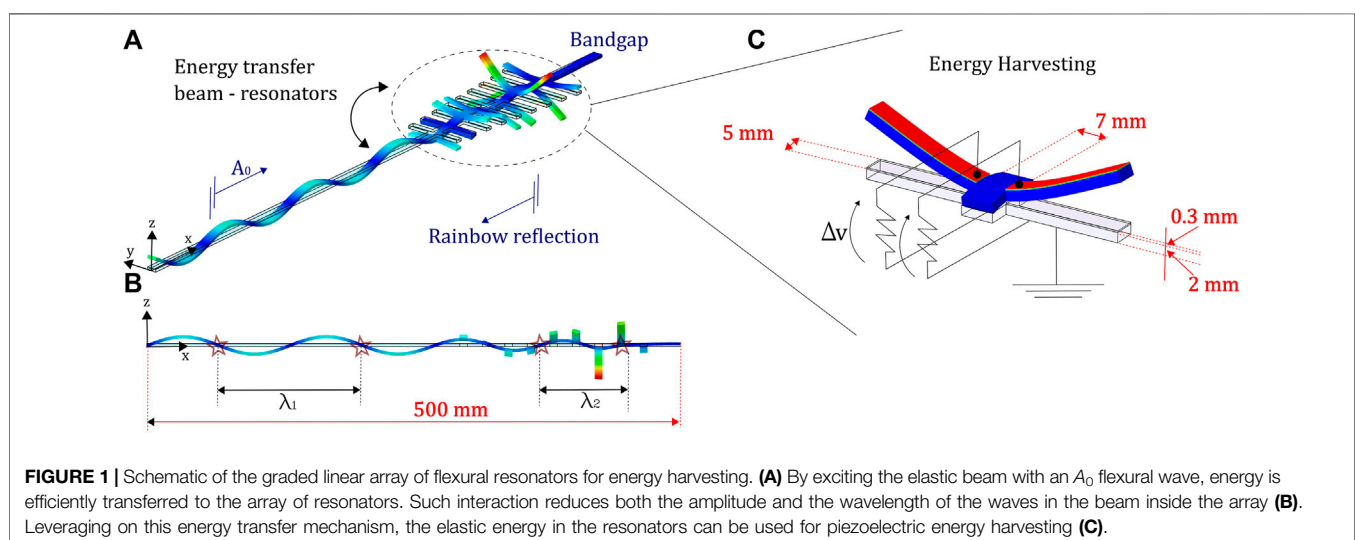 A
Energy transfer
beam - resonators
Bandgap
A₀
Rainbow reflection
z
y
x
B
z
x
λ₁
λ₂
500 mm
C
Energy Harvesting
5 mm
7 mm
Δv
0.3 mm
2 mm
FIGURE 1 | Schematic of the graded linear array of flexural resonators for energy harvesting. (A) By exciting the elastic beam with an A₀ flexural wave, energy is
efficiently transferred to the array of resonators. Such interaction reduces both the amplitude and the wavelength of the waves in the beam inside the array (B).
Leveraging on this energy transfer mechanism, the elastic energy in the resonators can be used for piezoelectric energy harvesting (C).